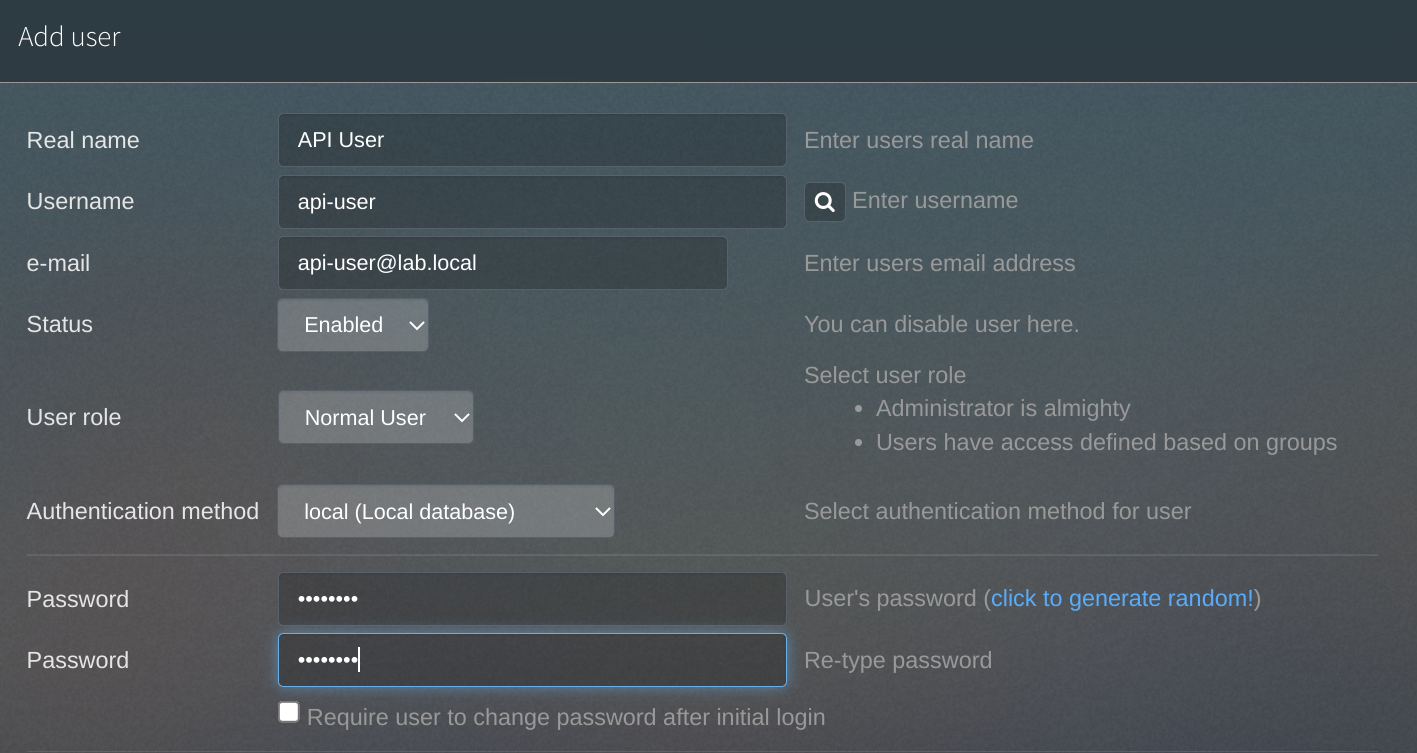 Add user
Real name API User Enter users real name
Username api-user Enter username
e-mail api-user@lab.local Enter users email address
Status Enabled You can disable user here.
Select user role
• Administrator is almighty
User role Normal User
• Users have access defined based on groups
Authentication method local (Local database) Select authentication method for user
Password •••••••• User's password (click to generate random!)
Password •••••••• Re-type password
Require user to change password after initial login